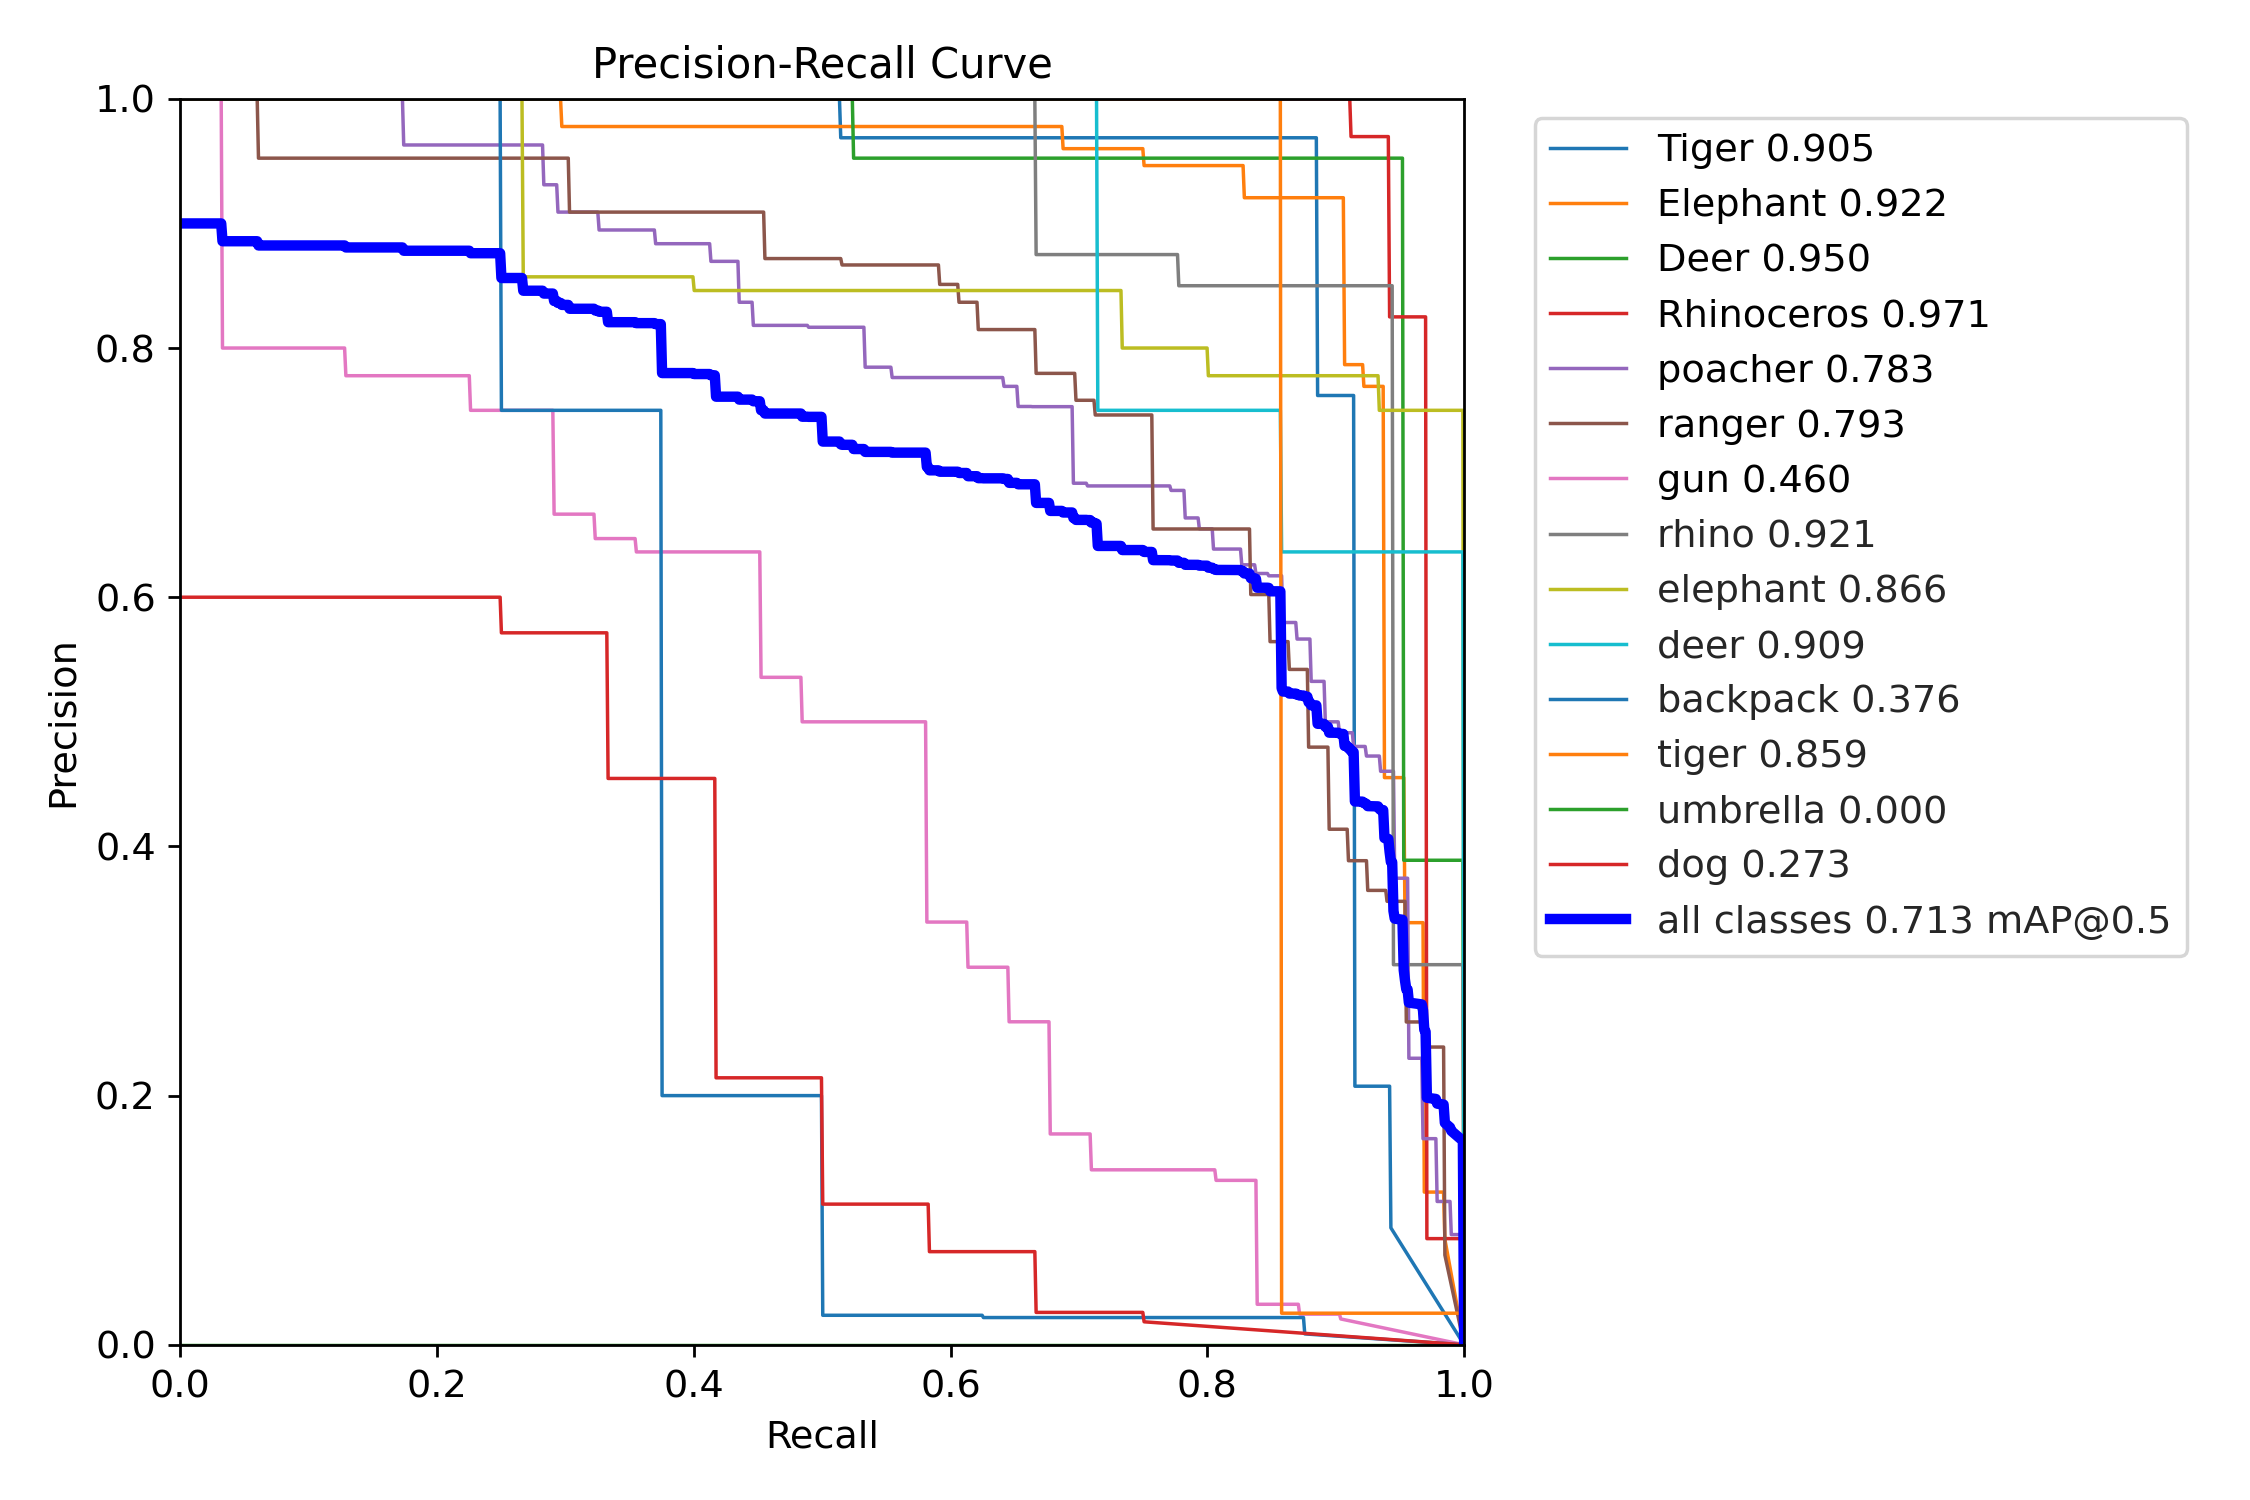 Precision-Recall Curve
1.0
0.8
0.6
0.4
0.2
0.0
Precision
0.0 0.2 0.4 0.6 0.8 1.0
Recall
Tiger 0.905
Elephant 0.922
Deer 0.950
Rhinoceros 0.971
poacher 0.783
ranger 0.793
gun 0.460
rhino 0.921
elephant 0.866
deer 0.909
backpack 0.376
tiger 0.859
umbrella 0.000
dog 0.273
all classes 0.713 mAP@0.5